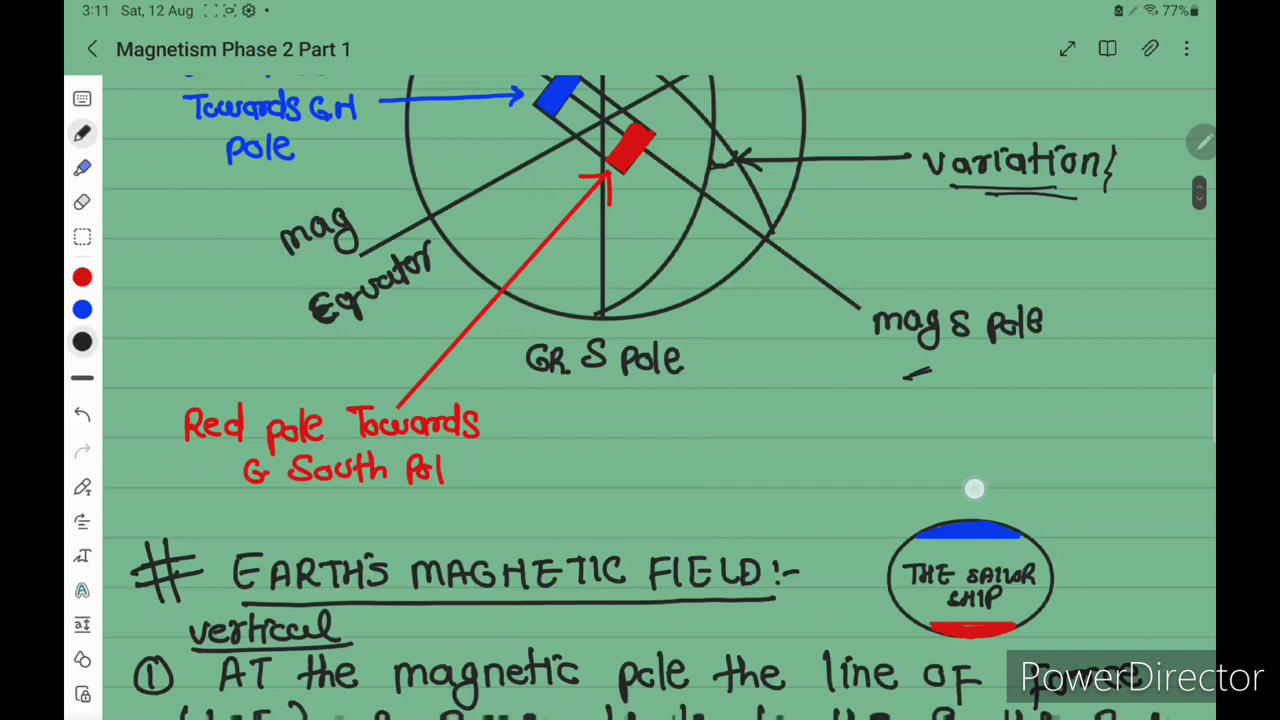 3:11 Sat, 12 Aug
77%
Magnetism Phase 2 Part 1
Towards GH
pole
variation
mag
Equator
mag S pole
GR S pole
Red pole Towards
G South Pol
# EARTH'S MAGNETIC FIELD :-
THE SAILOR
SHIP
vertical
① AT the magnetic pole the line OF force
PowerDirector